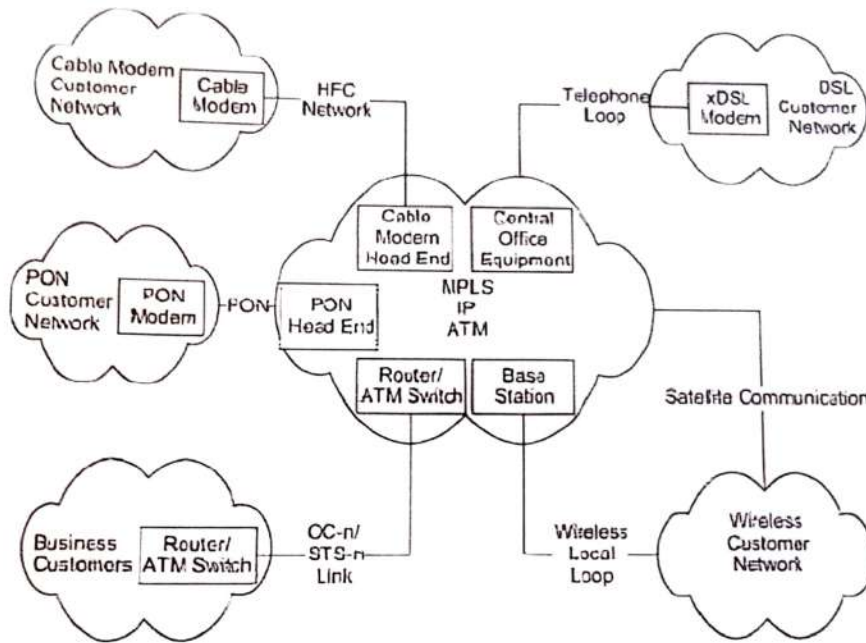 Cable Modem
Customer
Network
Cable
Modem
HFC
Network
Telephone
Loop
xDSL
Modem
DSL
Customer
Network
Cable
Modem
Head End
Central
Office
Equipment
PON
Customer
Network
PON
Modem
PON
PON
Head End
MPLS
IP
ATM
Router/
ATM Switch
Base
Station
Satellite Communication
Business
Customers
Router/
ATM Switch
OC-n/
STS-n
Link
Wireless
Local
Loop
Wireless
Customer
Network